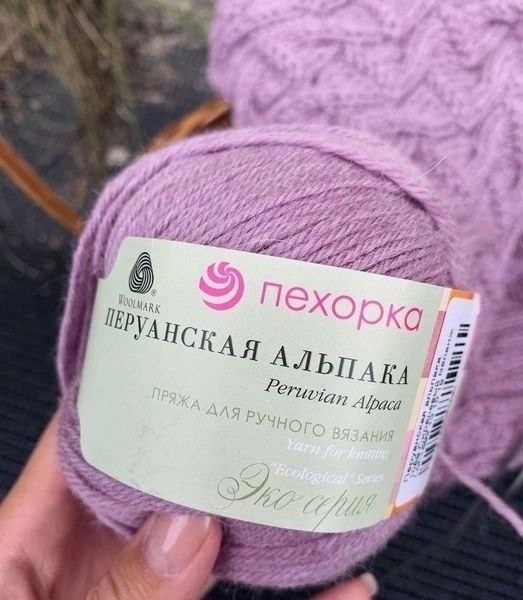 WOOLMARK
®
пехорка
ПЕРУАНСКАЯ АЛЬПАКА
Peruvian Alpaca
ПРЯЖА ДЛЯ РУЧНОГО ВЯЗАНИЯ
Yarn for knitting
"Ecological" Series
Эко серия